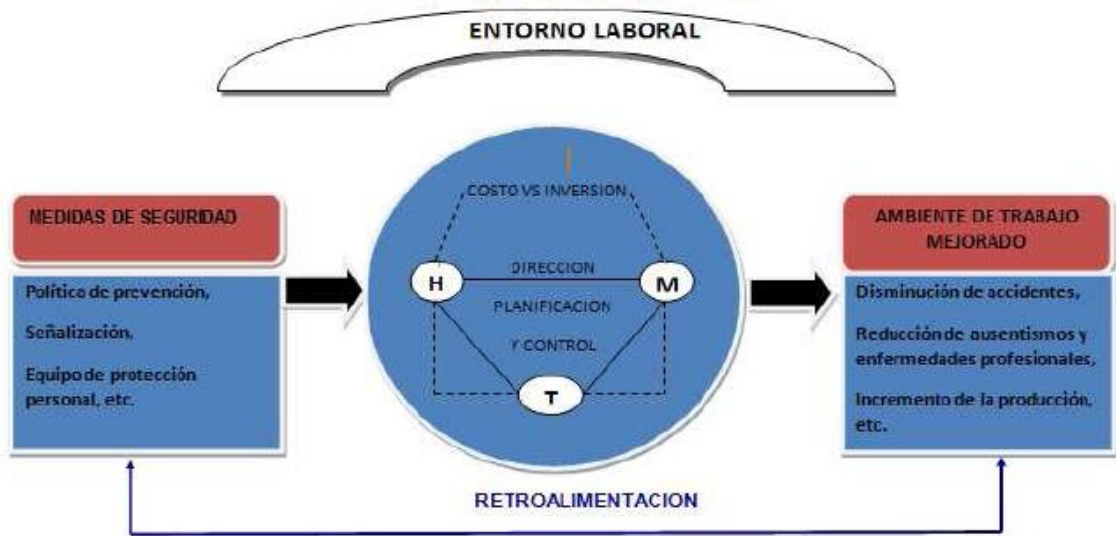 ENTORNO LABORAL
MEDIDAS DE SEGURIDAD
Política de prevención,
Señalización,
Equipo de protección
personal, etc.
COSTO VS INVERSION
H
DIRECCION
M
PLANIFICACION
Y CONTROL
T
AMBIENTE DE TRABAJO
MEJORADO
Disminución de accidentes,
Reducción de ausentismos y
enfermedades profesionales,
Incremento de la producción,
etc.
RETROALIMENTACION